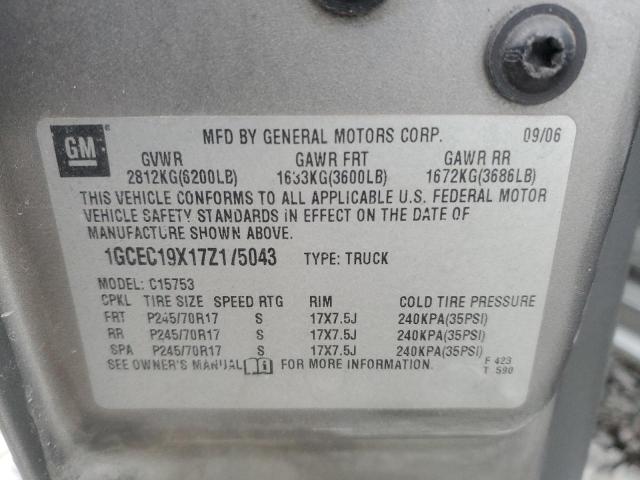 GM
MFD BY GENERAL MOTORS CORP. 09/06
GVWR GAWR FRT GAWR RR
2812KG(6200LB) 1633KG(3600LB) 1672KG(3686LB)
THIS VEHICLE CONFORMS TO ALL APPLICABLE U.S. FEDERAL MOTOR
VEHICLE SAFETY STANDARDS IN EFFECT ON THE DATE OF
MANUFACTURE SHOWN ABOVE.
TYPE: TRUCK
MODEL: C15753
CPKL TIRE SIZE SPEED RTG RIM COLD TIRE PRESSURE
FRT P245/70R17 S 17X7.5J 240KPA(35PSI)
RR P245/70R17 S 17X7.5J 240KPA(35PSI)
SPA P245/70R17 S 17X7.5J 240KPA(35PSI)
SEE OWNER'S MANUAL FOR MORE INFORMATION.
F 423
T 590